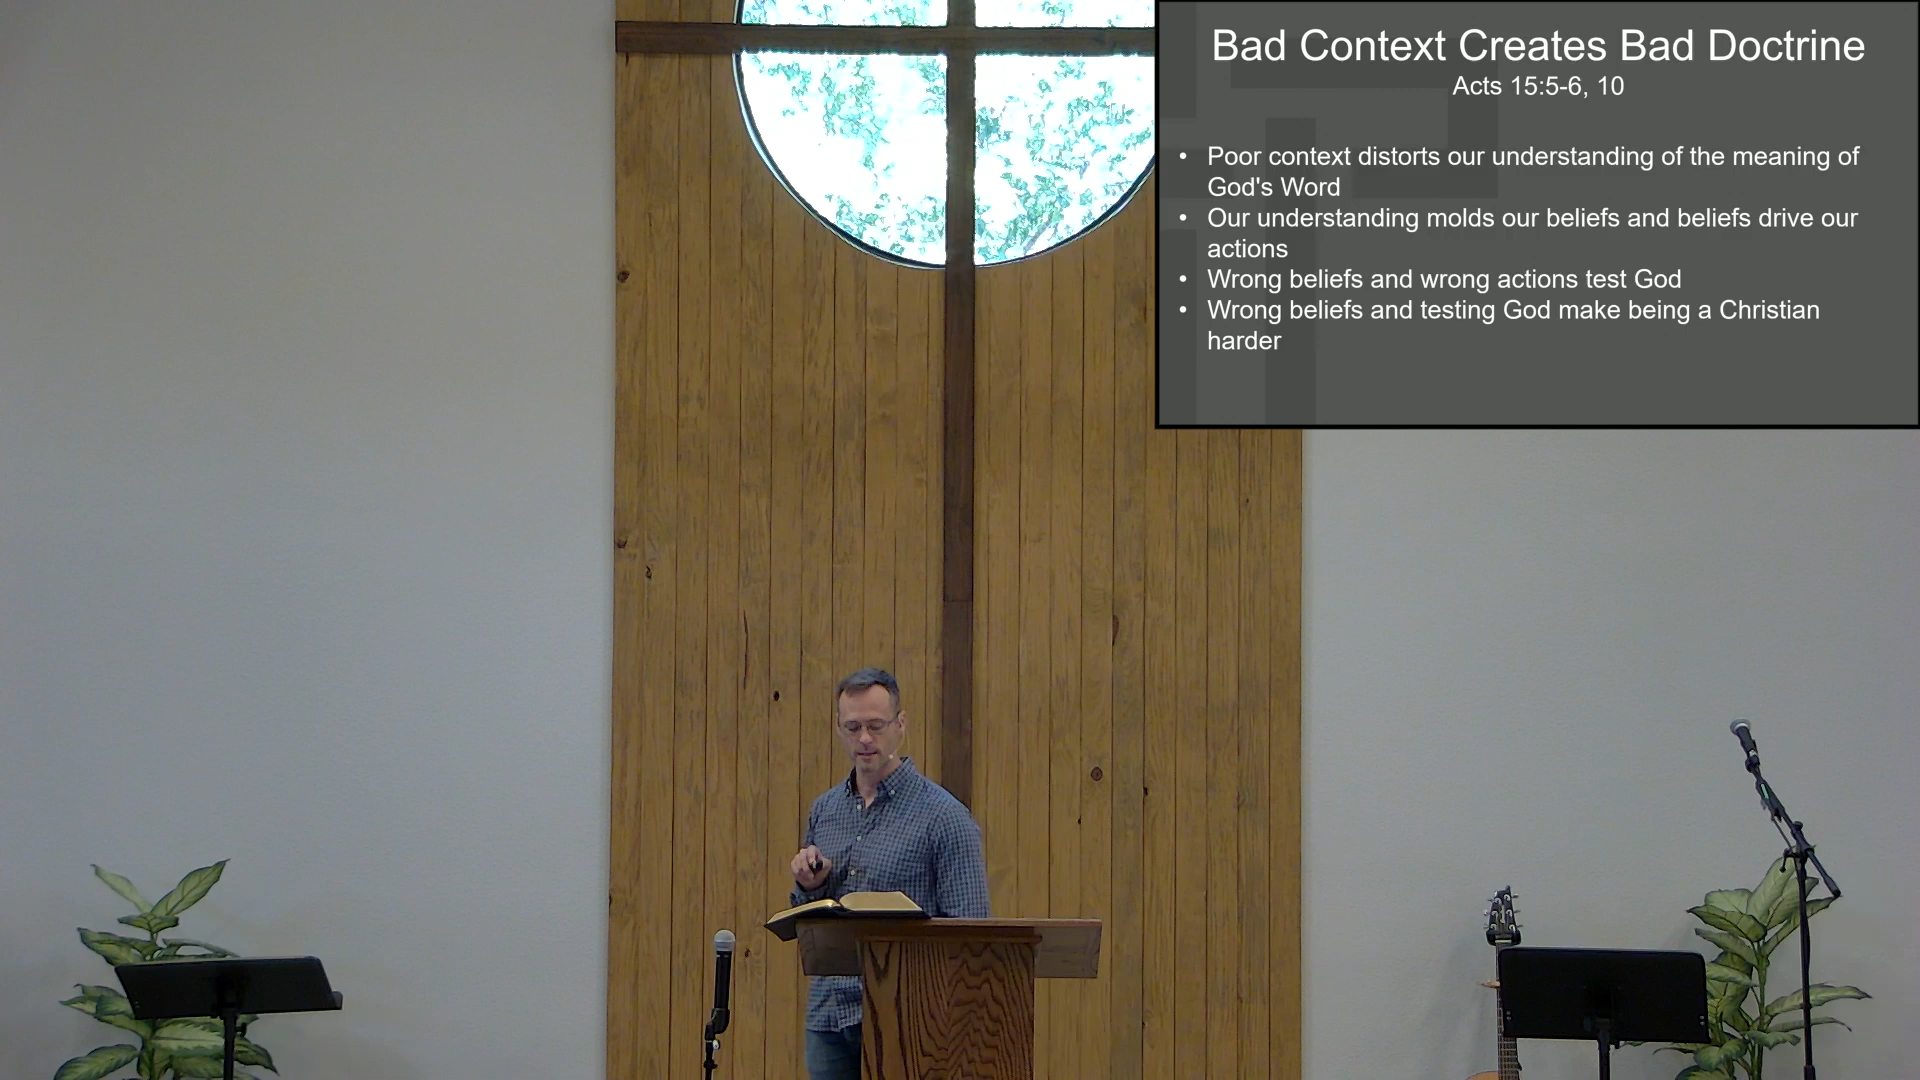 Bad Context Creates Bad Doctrine
Acts 15:5-6, 10
• Poor context distorts our understanding of the meaning of
God's Word
• Our understanding molds our beliefs and beliefs drive our
actions
• Wrong beliefs and wrong actions test God
• Wrong beliefs and testing God make being a Christian
harder